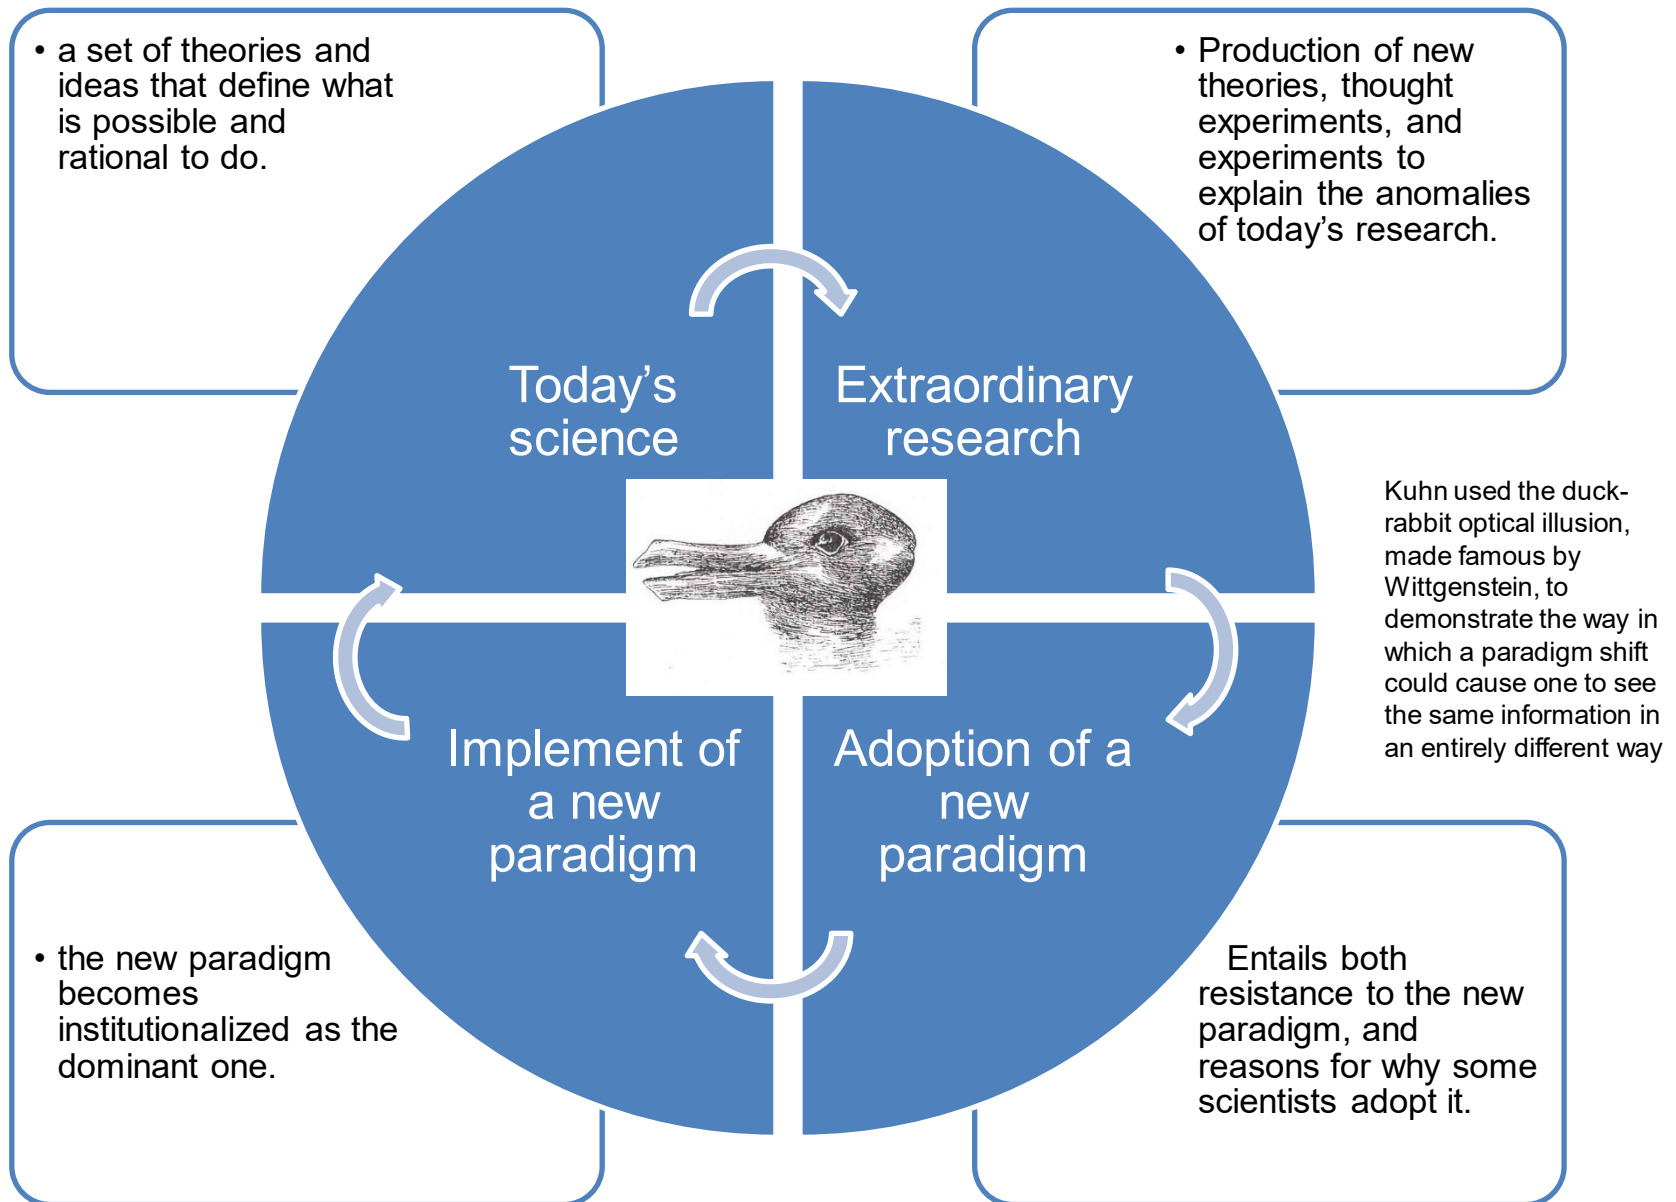 • a set of theories and
ideas that define what
is possible and
rational to do.
• Production of new
theories, thought
experiments, and
experiments to
explain the anomalies
of today’s research.
Today’s
science
Extraordinary
research
Kuhn used the duck-
rabbit optical illusion,
made famous by
Wittgenstein, to
demonstrate the way in
which a paradigm shift
could cause one to see
the same information in
an entirely different way
Implement of
a new
paradigm
Adoption of a
new
paradigm
• the new paradigm
becomes
institutionalized as the
dominant one.
Entails both
resistance to the new
paradigm, and
reasons for why some
scientists adopt it.